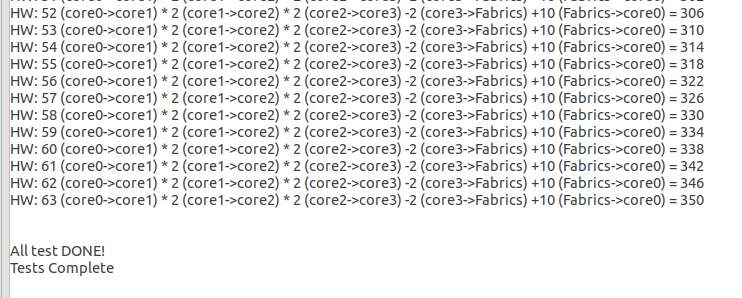 HW: 52 (core0->core1) * 2 (core1->core2) * 2 (core2->core3) -2 (core3->Fabrics) +10 (Fabrics->core0) = 306
HW: 53 (core0->core1) * 2 (core1->core2) * 2 (core2->core3) -2 (core3->Fabrics) +10 (Fabrics->core0) = 310
HW: 54 (core0->core1) * 2 (core1->core2) * 2 (core2->core3) -2 (core3->Fabrics) +10 (Fabrics->core0) = 314
HW: 55 (core0->core1) * 2 (core1->core2) * 2 (core2->core3) -2 (core3->Fabrics) +10 (Fabrics->core0) = 318
HW: 56 (core0->core1) * 2 (core1->core2) * 2 (core2->core3) -2 (core3->Fabrics) +10 (Fabrics->core0) = 322
HW: 57 (core0->core1) * 2 (core1->core2) * 2 (core2->core3) -2 (core3->Fabrics) +10 (Fabrics->core0) = 326
HW: 58 (core0->core1) * 2 (core1->core2) * 2 (core2->core3) -2 (core3->Fabrics) +10 (Fabrics->core0) = 330
HW: 59 (core0->core1) * 2 (core1->core2) * 2 (core2->core3) -2 (core3->Fabrics) +10 (Fabrics->core0) = 334
HW: 60 (core0->core1) * 2 (core1->core2) * 2 (core2->core3) -2 (core3->Fabrics) +10 (Fabrics->core0) = 338
HW: 61 (core0->core1) * 2 (core1->core2) * 2 (core2->core3) -2 (core3->Fabrics) +10 (Fabrics->core0) = 342
HW: 62 (core0->core1) * 2 (core1->core2) * 2 (core2->core3) -2 (core3->Fabrics) +10 (Fabrics->core0) = 346
HW: 63 (core0->core1) * 2 (core1->core2) * 2 (core2->core3) -2 (core3->Fabrics) +10 (Fabrics->core0) = 350
All test DONE!
Tests Complete